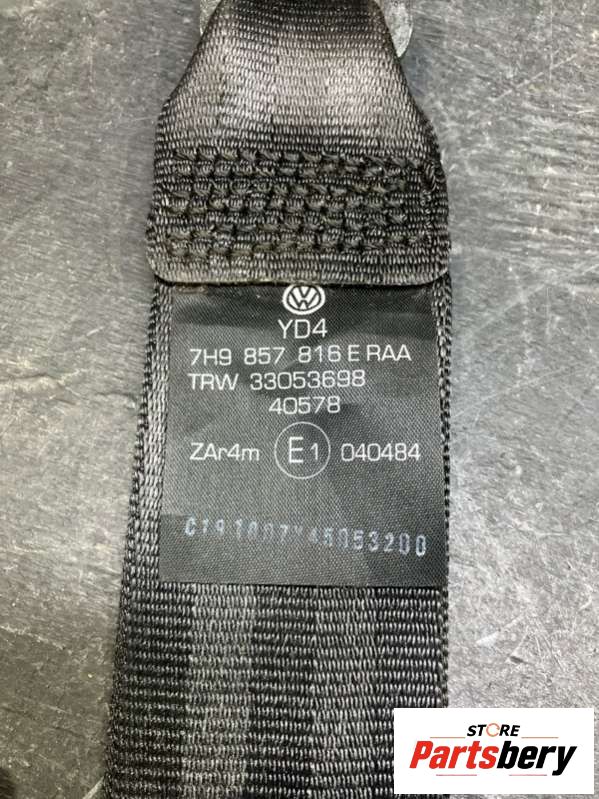 YD4
7H9 857 816 E RAA
TRW 33053698
40578
ZAr4m E1 040484
STORE
Partsbery